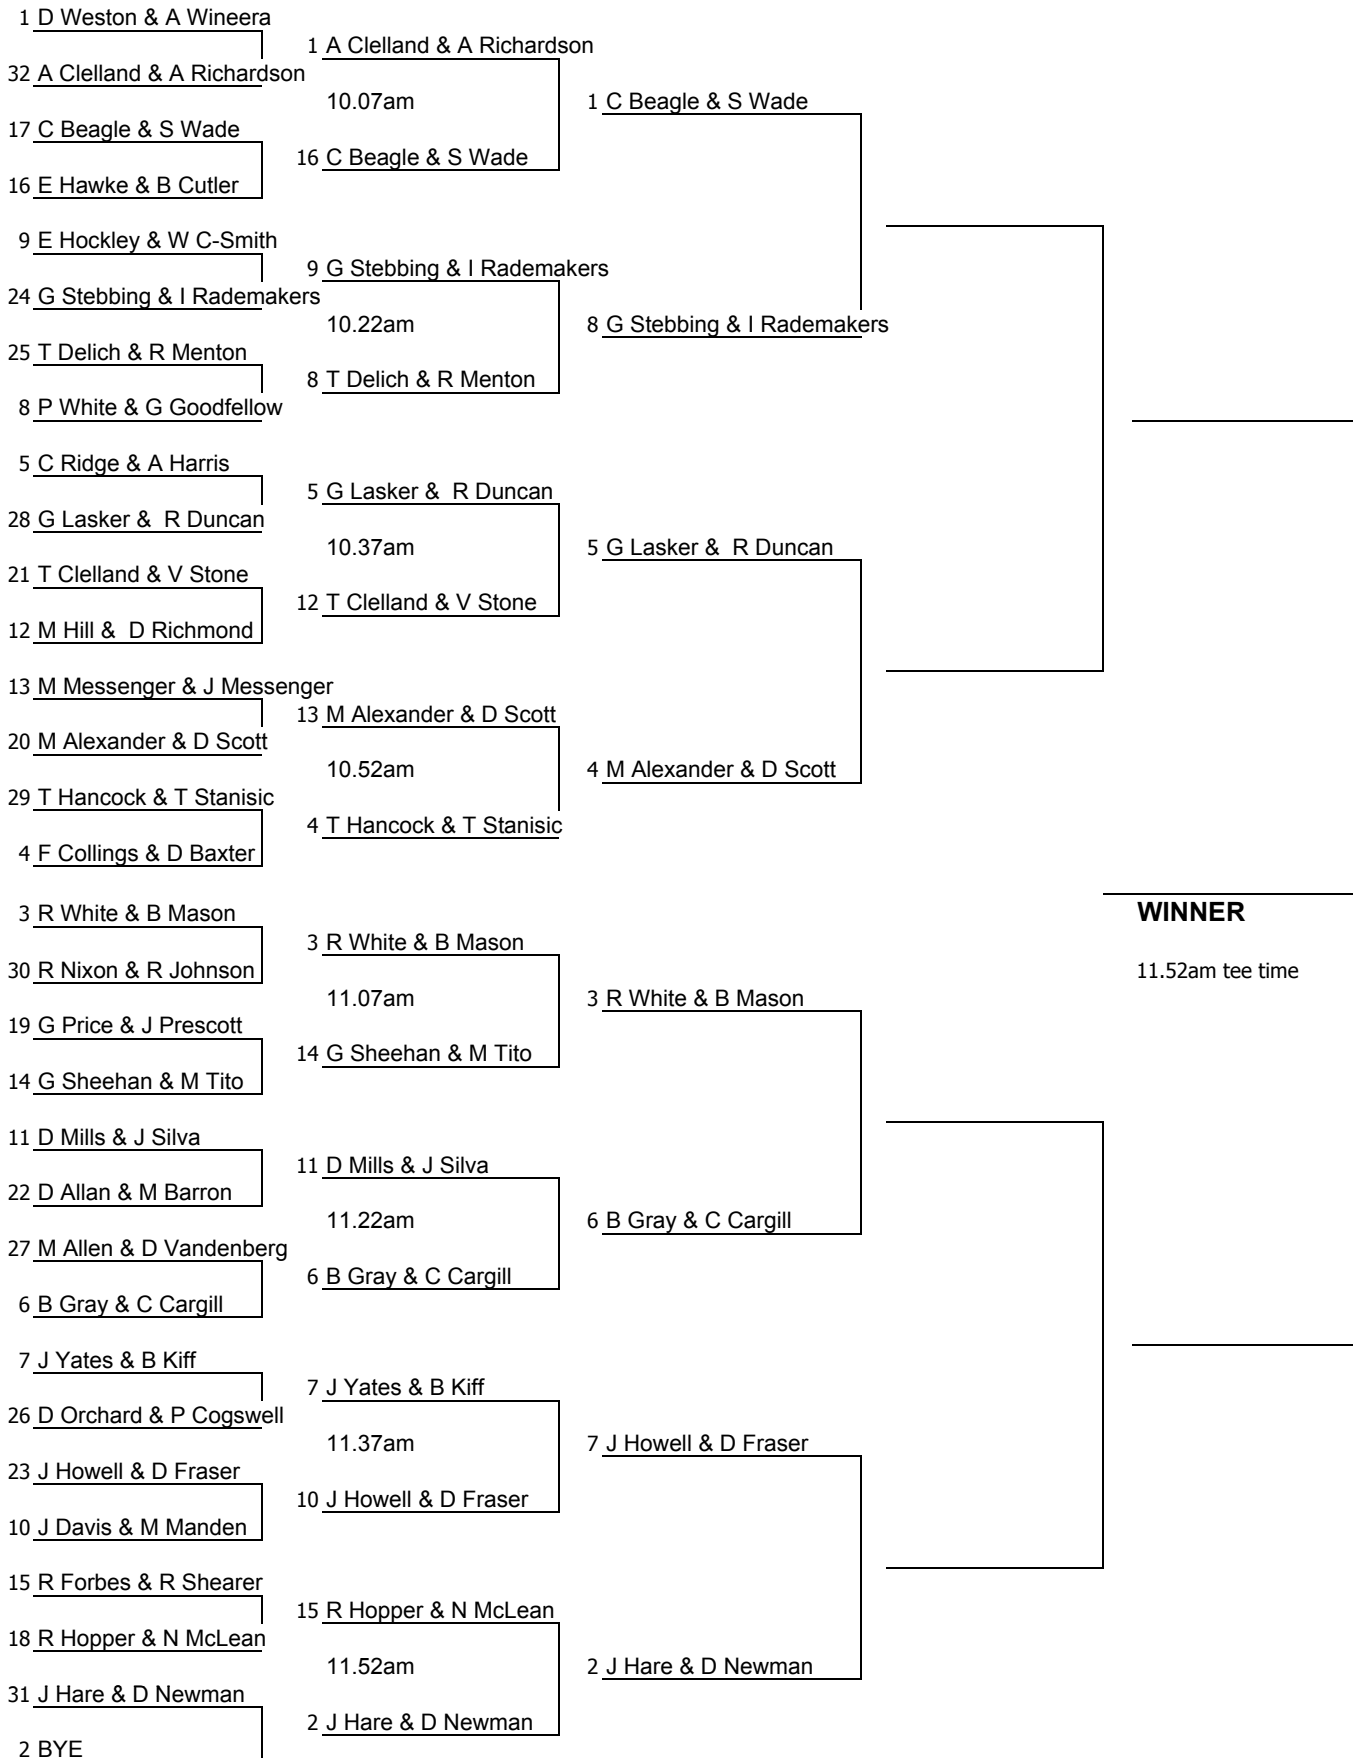 1 D Weston & A Wineera
32 A Clelland & A Richardson
17 C Beagle & S Wade
16 E Hawke & B Cutler
9 E Hockley & W C-Smith
24 G Stebbing & I Rademakers
25 T Delich & R Menton
8 P White & G Goodfellow
5 C Ridge & A Harris
28 G Lasker &  R Duncan
21 T Clelland & V Stone
12 M Hill &  D Richmond
13 M Messenger & J Messenger
20 M Alexander & D Scott
29 T Hancock & T Stanisic
4 F Collings & D Baxter
3 R White & B Mason
30 R Nixon & R Johnson
19 G Price & J Prescott
14 G Sheehan & M Tito
11 D Mills & J Silva
22 D Allan & M Barron
27 M Allen & D Vandenberg
6 B Gray & C Cargill
7 J Yates & B Kiff
26 D Orchard & P Cogswell
23 J Howell & D Fraser
10 J Davis & M Manden
15 R Forbes & R Shearer
18 R Hopper & N McLean
31 J Hare & D Newman
2 BYE
1 A Clelland & A Richardson
10.07am
16 C Beagle & S Wade
9 G Stebbing & I Rademakers
10.22am
8 T Delich & R Menton
5 G Lasker &  R Duncan
10.37am
12 T Clelland & V Stone
13 M Alexander & D Scott
10.52am
4 T Hancock & T Stanisic
3 R White & B Mason
11.07am
14 G Sheehan & M Tito
11 D Mills & J Silva
11.22am
6 B Gray & C Cargill
7 J Yates & B Kiff
11.37am
10 J Howell & D Fraser
15 R Hopper & N McLean
11.52am
2 J Hare & D Newman
1 C Beagle & S Wade
8 G Stebbing & I Rademakers
5 G Lasker &  R Duncan
4 M Alexander & D Scott
3 R White & B Mason
6 B Gray & C Cargill
7 J Howell & D Fraser
2 J Hare & D Newman
WINNER
11.52am tee time